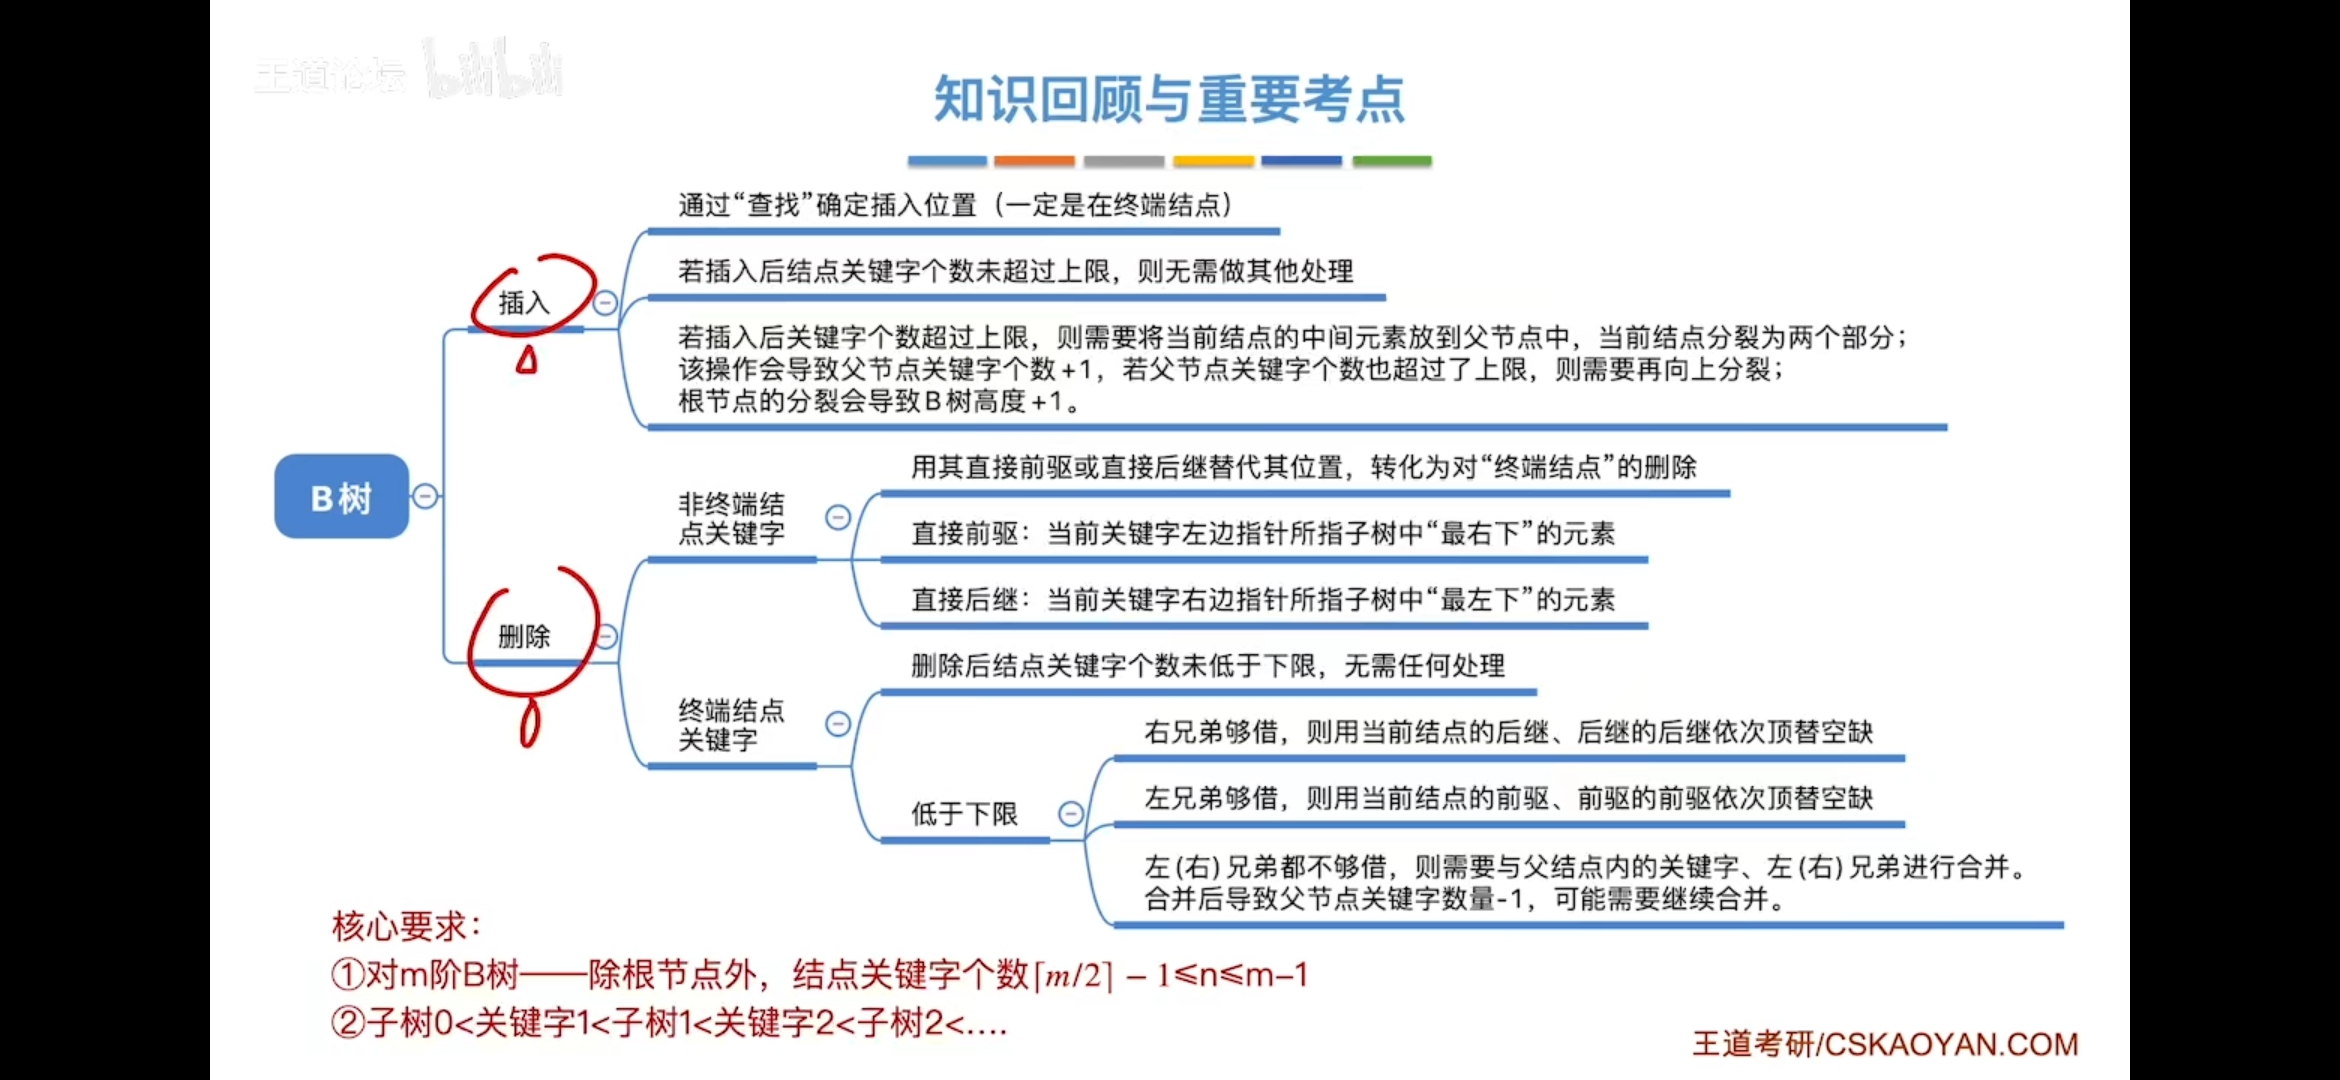 王道论坛 bilibili
知识回顾与重要考点
通过“查找”确定插入位置（一定是在终端结点）
若插入后结点关键字个数未超过上限，则无需做其他处理
插入
若插入后关键字个数超过上限，则需要将当前结点的中间元素放到父节点中，当前结点分裂为两个部分；
该操作会导致父节点关键字个数+1，若父节点关键字个数也超过了上限，则需要再向上分裂；
根节点的分裂会导致B树高度+1。
B树
用其直接前驱或直接后继替代其位置，转化为对“终端结点”的删除
非终端结
点关键字
直接前驱：当前关键字左边指针所指子树中“最右下”的元素
直接后继：当前关键字右边指针所指子树中“最左下”的元素
删除
删除后结点关键字个数未低于下限，无需任何处理
终端结点
关键字
右兄弟够借，则用当前结点的后继、后继的后继依次顶替空缺
低于下限
左兄弟够借，则用当前结点的前驱、前驱的前驱依次顶替空缺
左(右)兄弟都不够借，则需要与父结点内的关键字、左(右)兄弟进行合并。
合并后导致父节点关键字数量-1，可能需要继续合并。
核心要求：
①对m阶B树——除根节点外，结点关键字个数⌈m/2⌉ – 1≤n≤m–1
②子树0<关键字1<子树1<关键字2<子树2<....
王道考研/CSKAOYAN.COM